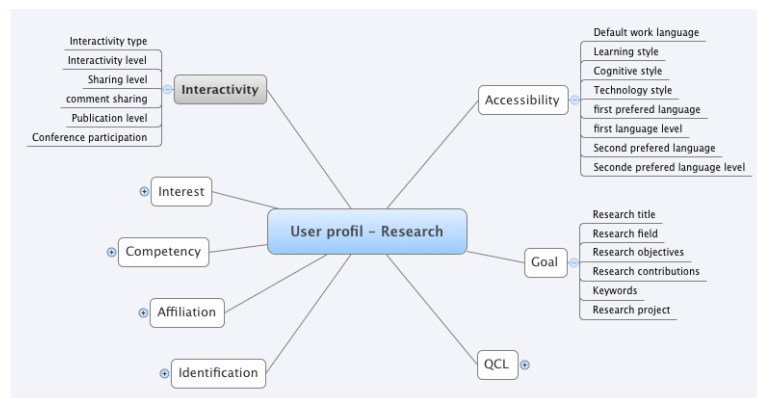 Interactivity type
Interactivity level
Sharing level
comment sharing
Publication level
Conference participation
Interactivity
Interest
Competency
Affiliation
Identification
User profil - Research
Accessibility
Default work language
Learning style
Cognitive style
Technology style
first prefered language
first language level
Second prefered language
Seconde prefered language level
Goal
Research title
Research field
Research objectives
Research contributions
Keywords
Research project
QCL